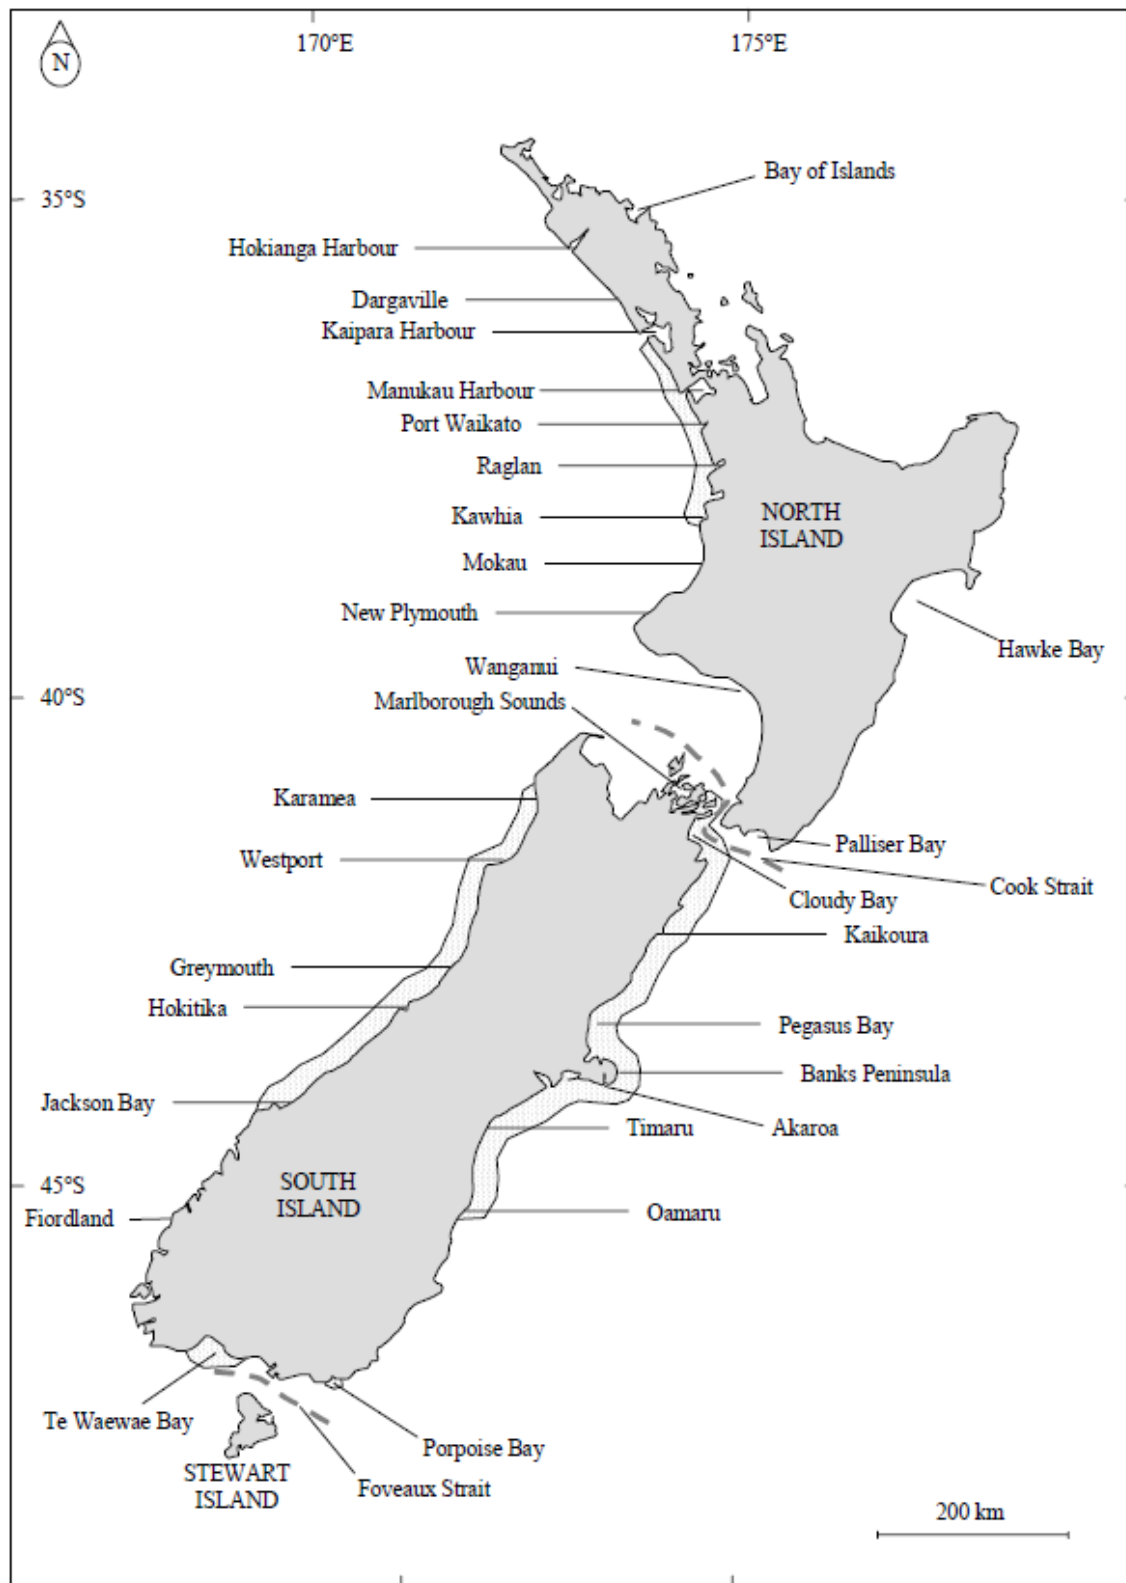 170°E
175°E
N
Bay of Islands
35°S
Hokianga Harbour
Dargaville
Kaipara Harbour
Manukau Harbour
Port Waikato
Raglan
Kawhia
NORTH
ISLAND
Mokau
New Plymouth
Hawke Bay
Wanganui
40°S
Marlborough Sounds
Karamea
Palliser Bay
Westport
Cook Strait
Cloudy Bay
Kaikoura
Greymouth
Hokitika
Pegasus Bay
Banks Peninsula
Jackson Bay
Timaru
Akaroa
45°S
SOUTH
ISLAND
Fiordland
Oamaru
Te Waewae Bay
Porpoise Bay
STEWART
ISLAND
Foveaux Strait
200 km